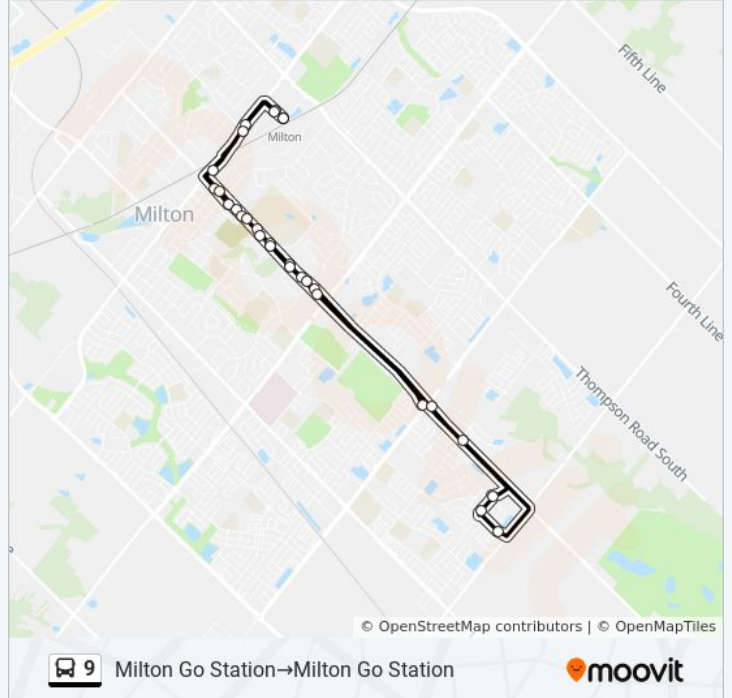 Fifth Line
Milton
Milton
Fourth Line
Thompson Road South
© OpenStreetMap contributors | © OpenMapTiles
9 Milton Go Station→Milton Go Station
moovit